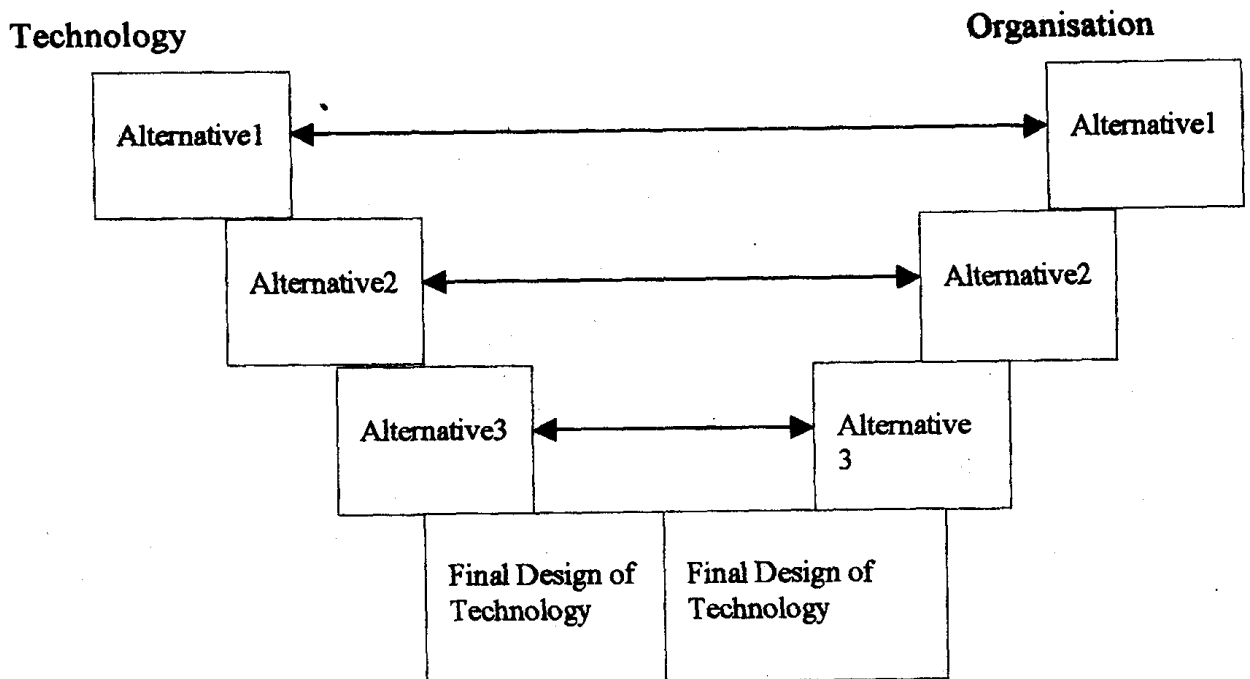 Technology
Organisation
Alternative1
Alternative1
Alternative2
Alternative2
Alternative3
Alternative
3
Final Design of
Technology
Final Design of
Technology